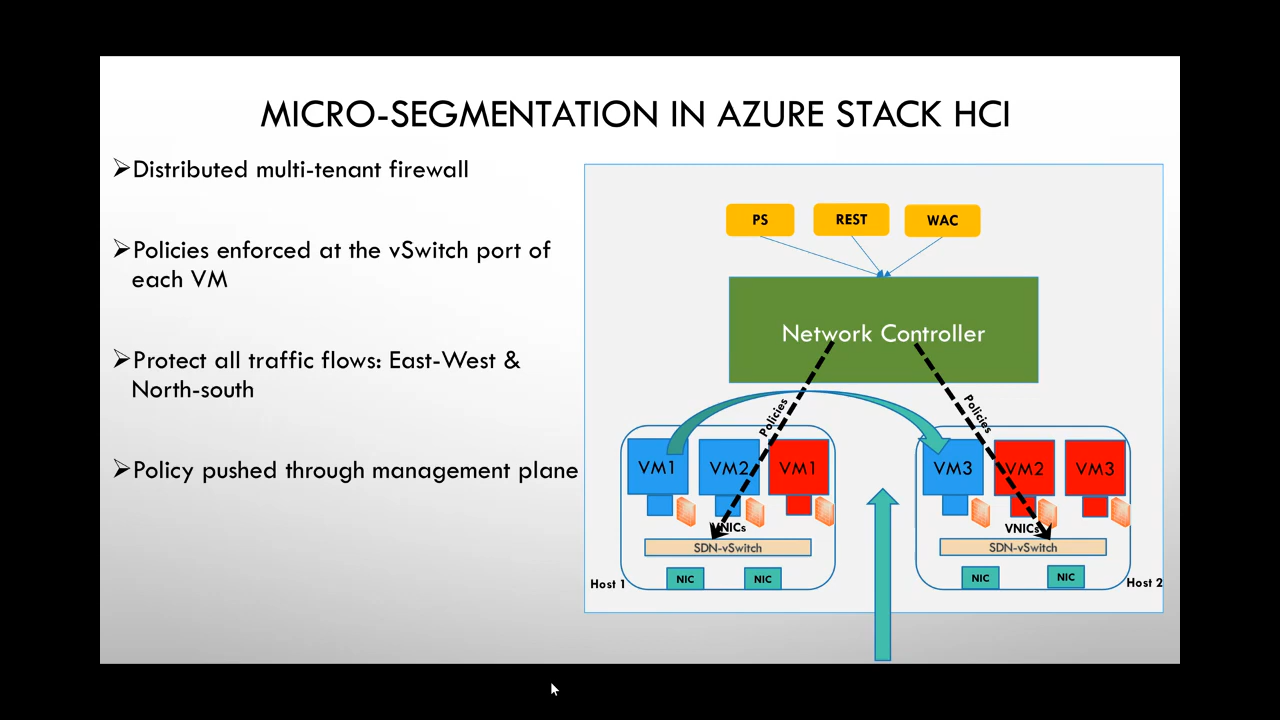 MICRO-SEGMENTATION IN AZURE STACK HCI
➢Distributed multi-tenant firewall
➢Policies enforced at the vSwitch port of
each VM
➢Protect all traffic flows: East-West &
North-south
➢Policy pushed through management plane
PS REST WAC
Network Controller
Policies Policies
VM1 VM2 VM1
VM3 VM2 VM3
VNICs VNICs
SDN-vSwitch SDN-vSwitch
NIC NIC NIC NIC
Host 1 Host 2